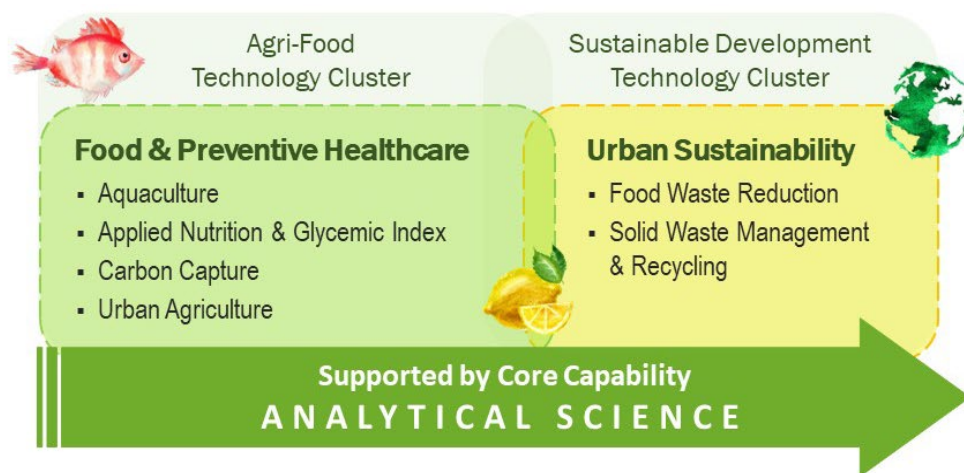 Agri-Food
Technology Cluster
Sustainable Development
Technology Cluster
Food & Preventive Healthcare
▪ Aquaculture
▪ Applied Nutrition & Glycemic Index
▪ Carbon Capture
▪ Urban Agriculture
Urban Sustainability
▪ Food Waste Reduction
▪ Solid Waste Management
& Recycling
Supported by Core Capability
ANALYTICAL SCIENCE